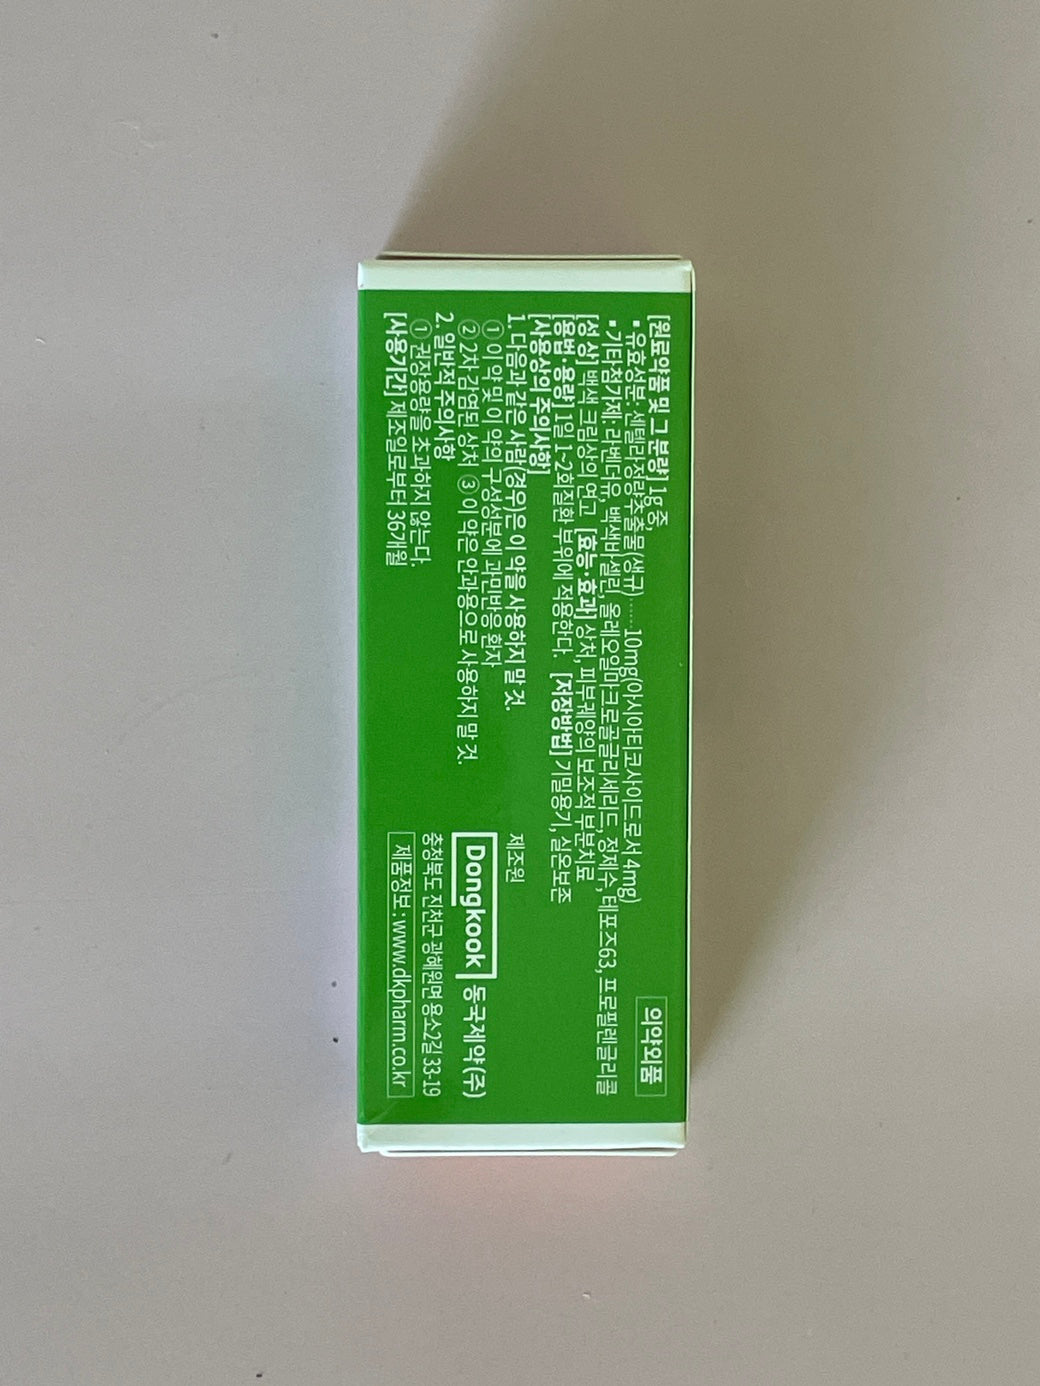 [원료약품 및 그 분량] 1g 중,
• 유효성분: 센텔라정량추출물(생규) ······ 10mg(아시아티코사이드로서 4mg)
• 기타첨가제: 라벤더유, 백색바셀린, 올레오일마크로골글리세리드, 정제수, 테포즈63, 프로필렌글리콜
[성상] 백색 크림상의 연고 [효능·효과] 상처, 피부궤양의 보조적 부분치료
[용법·용량] 1일 1~2회 질환 부위에 적용한다. [저장방법] 기밀용기, 실온보존
[사용상의 주의사항]
1. 다음과 같은 사람(경우)은 이 약을 사용하지 말 것.
① 이 약 및 이 약의 구성성분에 과민반응 환자
② 2차 감염된 상처 ③ 이 약은 안과용으로 사용하지 말 것.
2. 일반적 주의사항
① 권장용량을 초과하지 않는다.
[사용기간] 제조일로부터 36개월
의약외품
제조원
Dongkook 동국제약(주)
충청북도 진천군 광혜원면 용소2길 33-19
제품정보 : www.dkpharm.co.kr